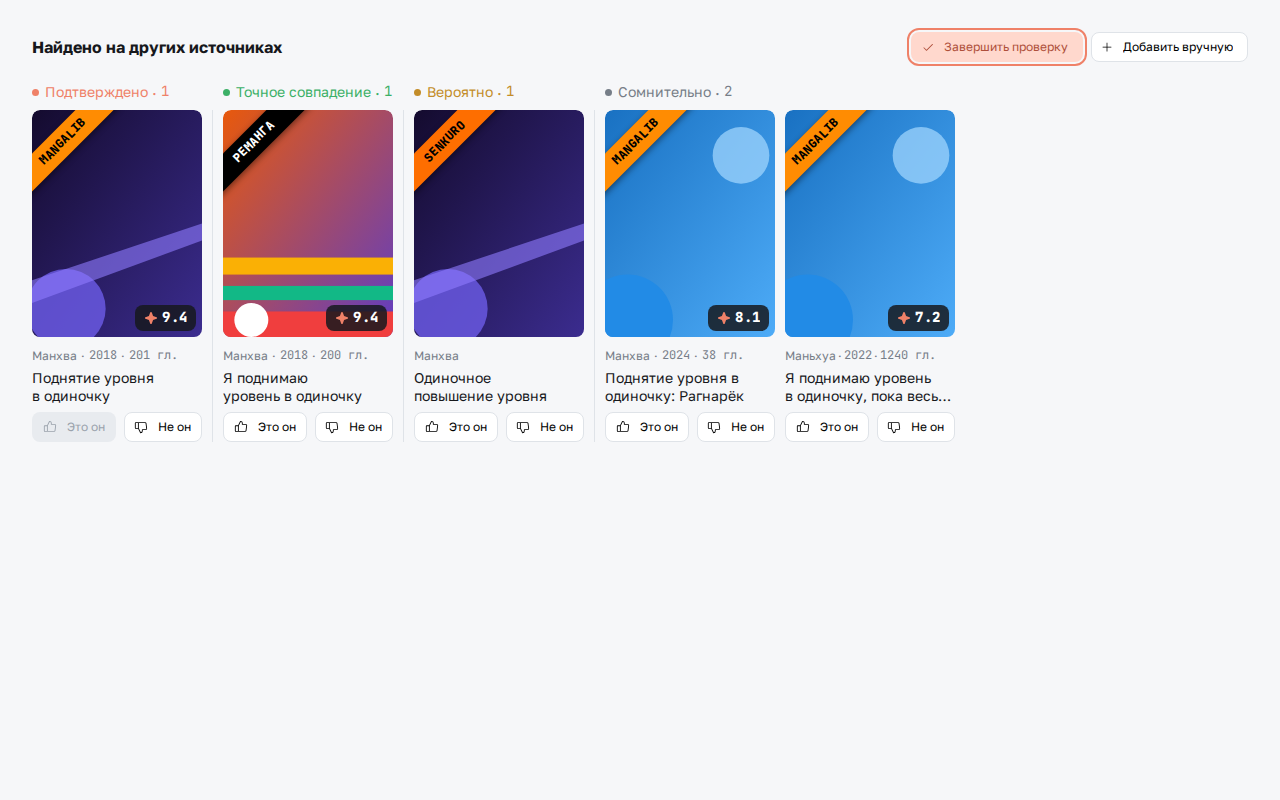 Найдено на других источниках
Завершить проверку
Добавить вручную
Подтверждено · 1
Точное совпадение · 1
Вероятно · 1
Сомнительно · 2
MANGALIB
РЕМАНГА
SENKURO
MANGALIB
MANGALIB
9.4
9.4
8.1
7.2
Манхва · 2018 · 201 гл.
Поднятие уровня
в одиночку
Это он
Не он
Манхва · 2018 · 200 гл.
Я поднимаю
уровень в одиночку
Это он
Не он
Манхва
Одиночное
повышение уровня
Это он
Не он
Манхва · 2024 · 38 гл.
Поднятие уровня в
одиночку: Рагнарёк
Это он
Не он
Маньхуа · 2022 · 1240 гл.
Я поднимаю уровень
в одиночку, пока весь...
Это он
Не он